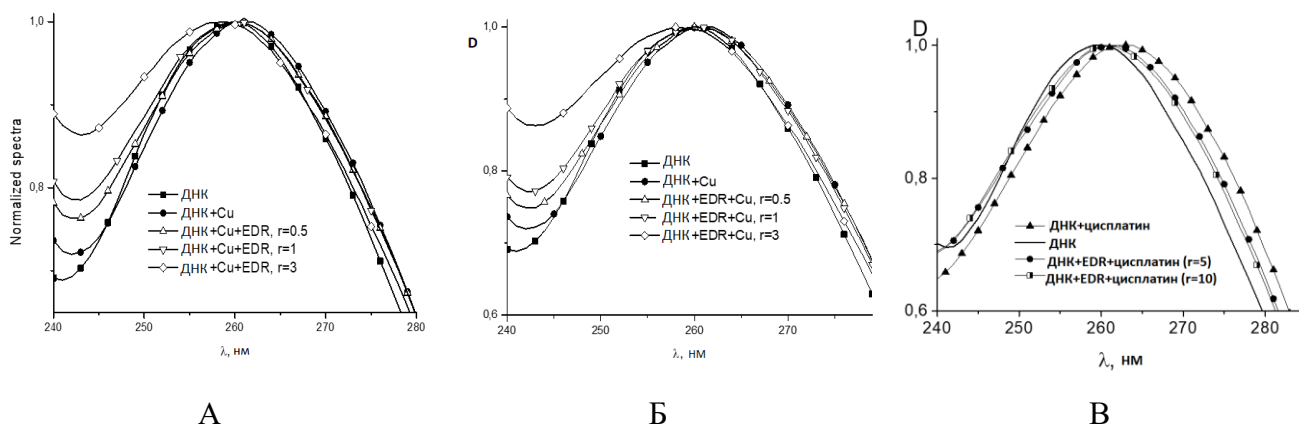 1,0
0,8
Normalized spectra
ДНК
ДНК+Cu
ДНК+Cu+EDR, r=0.5
ДНК+Cu+EDR, r=1
ДНК+Cu+EDR, r=3
240 250 260 270 280
λ, нм
А
D
1,0
0,8
0,6
ДНК
ДНК+Cu
ДНК+EDR+Cu, r=0.5
ДНК+EDR+Cu, r=1
ДНК+EDR+Cu, r=3
240 250 260 270
λ, нм
Б
D
1,0
0,8
0,6
ДНК+цисплатин
ДНК
ДНК+EDR+цисплатин (r=5)
ДНК+EDR+цисплатин (r=10)
240 250 260 270 280
λ, нм
В